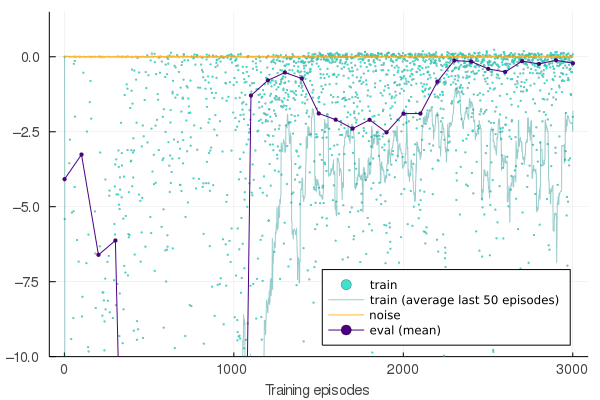 0.0
−2.5
−5.0
−7.5
−10.0
0 1000 2000 3000
Training episodes
train
train (average last 50 episodes)
noise
eval (mean)